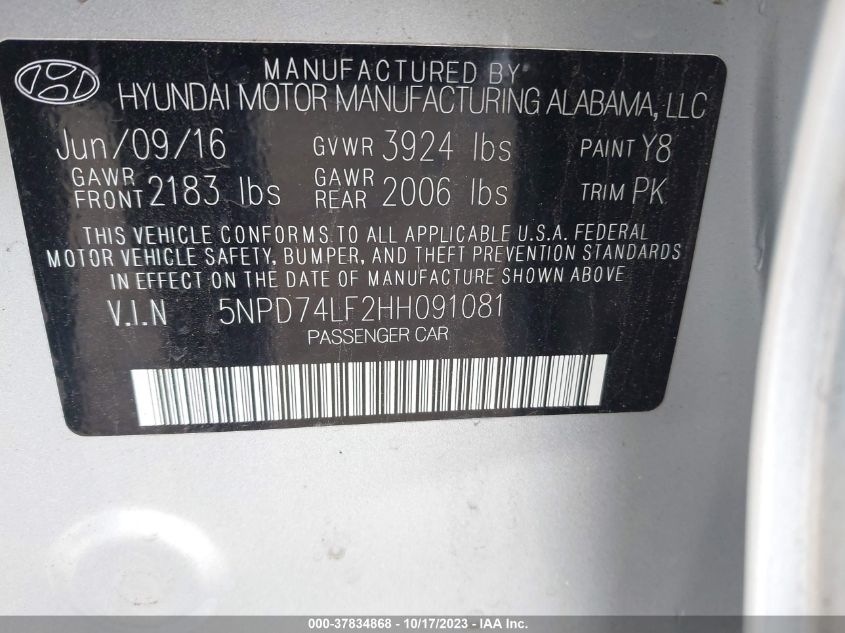 MANUFACTURED BY
HYUNDAI MOTOR MANUFACTURING ALABAMA, LLC
Jun/09/16 GVWR 3924 lbs PAINT Y8
GAWR FRONT 2183 lbs GAWR REAR 2006 lbs TRIM PK
THIS VEHICLE CONFORMS TO ALL APPLICABLE U.S.A. FEDERAL
MOTOR VEHICLE SAFETY, BUMPER, AND THEFT PREVENTION STANDARDS
IN EFFECT ON THE DATE OF MANUFACTURE SHOWN ABOVE
V.I.N 5NPD74LF2HH091081
PASSENGER CAR
000-37834868 - 10/17/2023 - IAAI.com